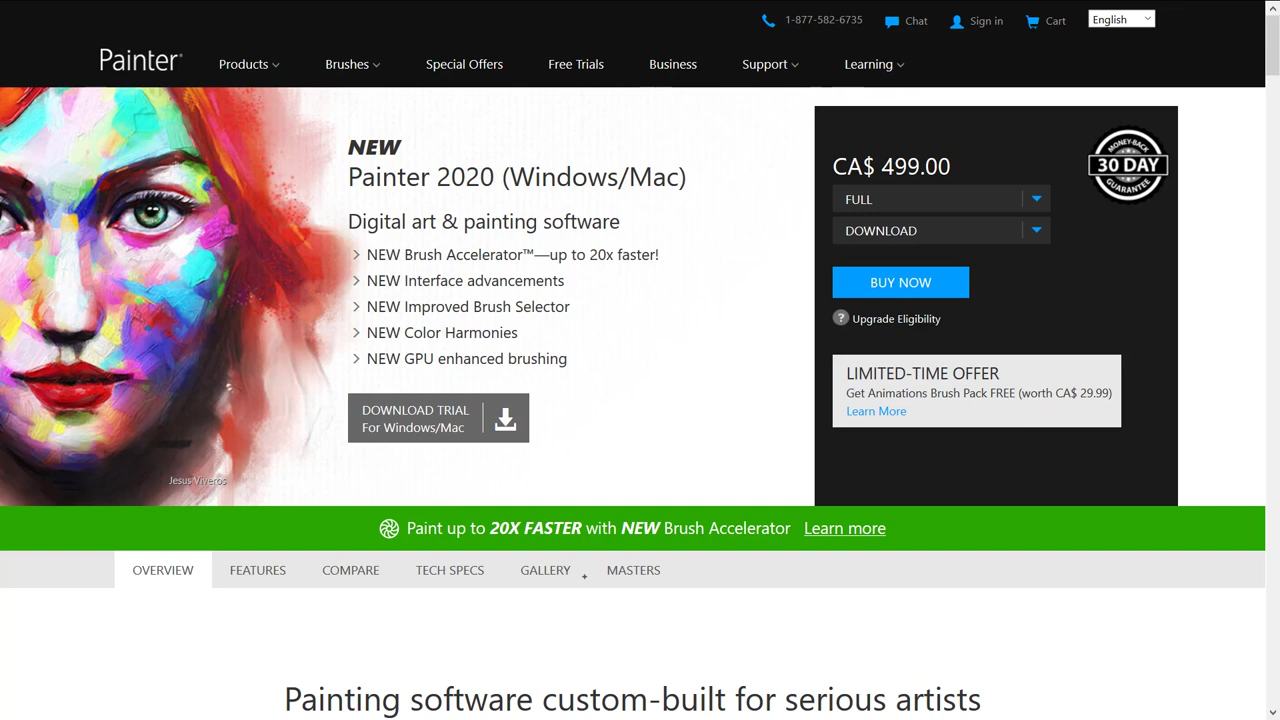 1-877-582-6735 Chat Sign in Cart English
Painter Products Brushes Special Offers Free Trials Business Support Learning
NEW
Painter 2020 (Windows/Mac)
Digital art & painting software
NEW Brush Accelerator™—up to 20x faster!
NEW Interface advancements
NEW Improved Brush Selector
NEW Color Harmonies
NEW GPU enhanced brushing
DOWNLOAD TRIAL
For Windows/Mac
Jesus Viveros
CA$ 499.00
MONEY-BACK
30 DAY
GUARANTEE
FULL
DOWNLOAD
BUY NOW
? Upgrade Eligibility
LIMITED-TIME OFFER
Get Animations Brush Pack FREE (worth CA$ 29.99)
Learn More
Paint up to 20X FASTER with NEW Brush Accelerator Learn more
OVERVIEW FEATURES COMPARE TECH SPECS GALLERY MASTERS
Painting software custom-built for serious artists